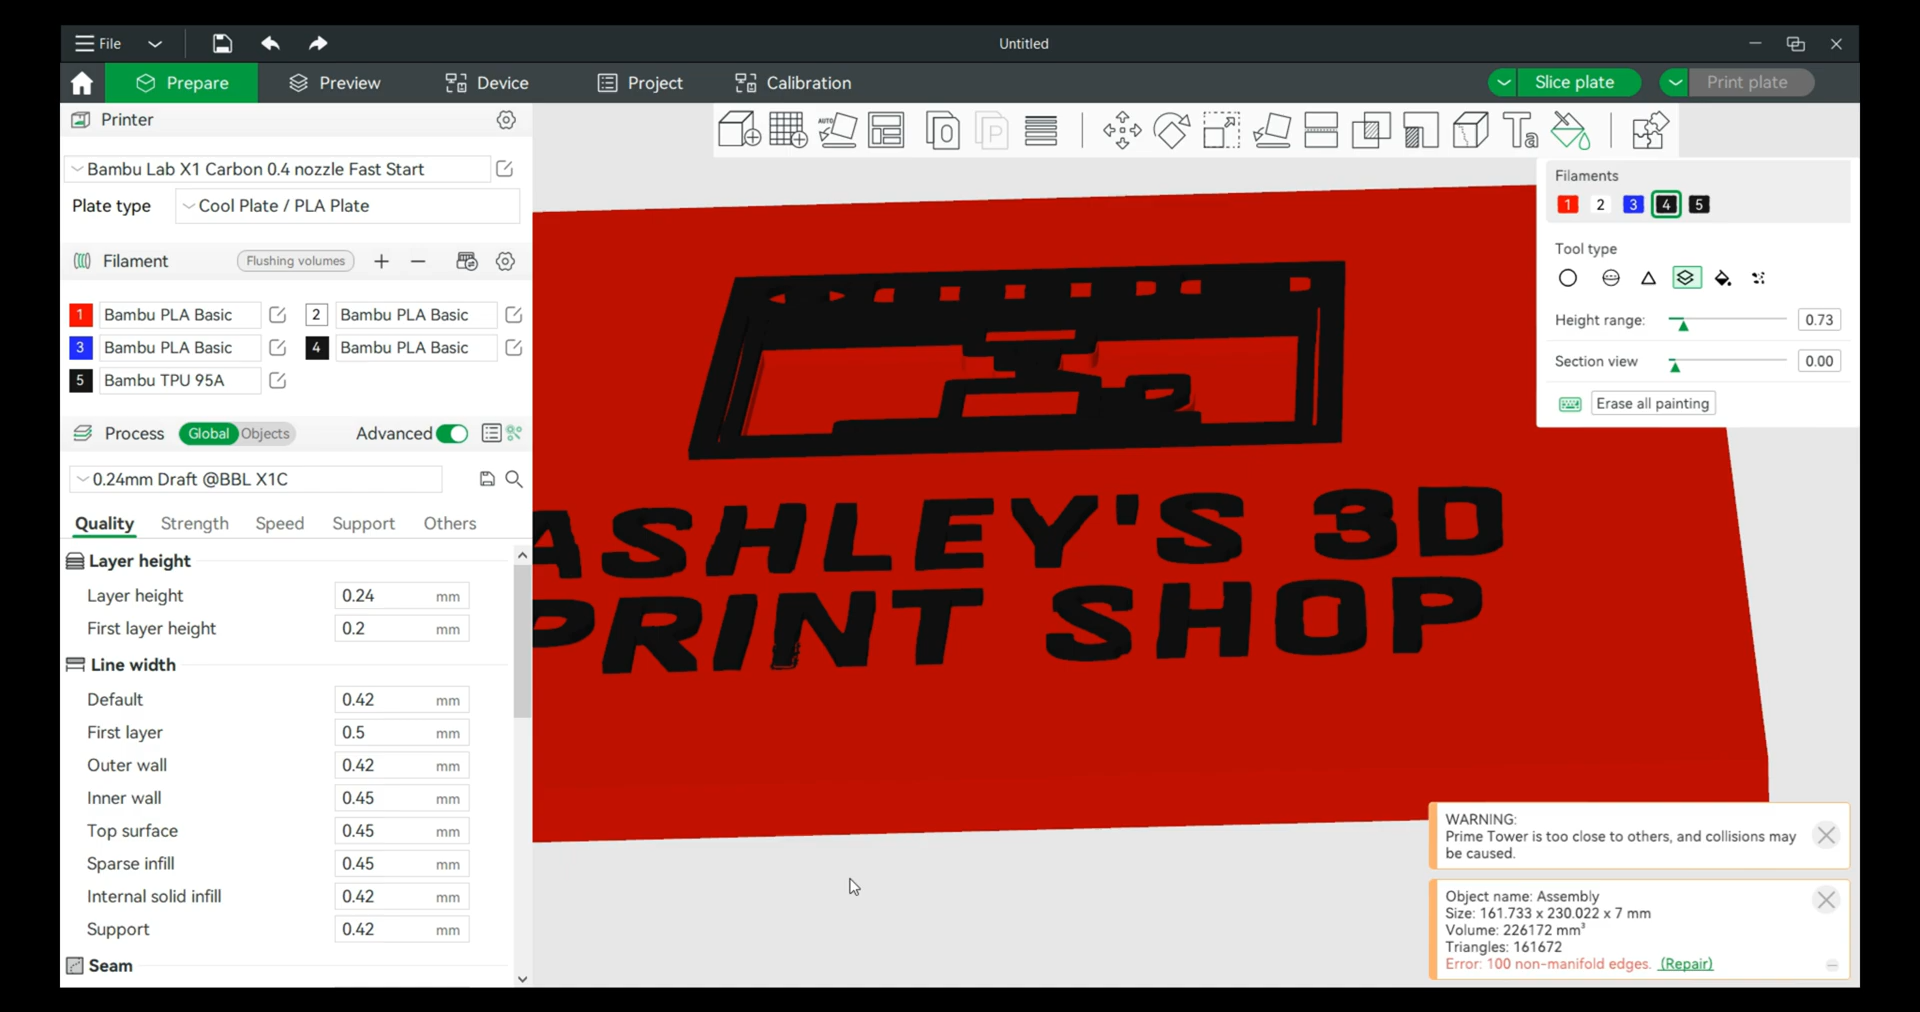 File
Untitled
Prepare
Preview
Device
Project
Calibration
Slice plate
Print plate
Printer
Bambu Lab X1 Carbon 0.4 nozzle Fast Start
Plate type
Cool Plate / PLA Plate
Filament
Flushing volumes
1 Bambu PLA Basic
2 Bambu PLA Basic
3 Bambu PLA Basic
4 Bambu PLA Basic
5 Bambu TPU 95A
Process
Global Objects
Advanced
0.24mm Draft @BBL X1C
Quality
Strength
Speed
Support
Others
Layer height
Layer height 0.24 mm
First layer height 0.2 mm
Line width
Default 0.42 mm
First layer 0.5 mm
Outer wall 0.42 mm
Inner wall 0.45 mm
Top surface 0.45 mm
Sparse infill 0.45 mm
Internal solid infill 0.42 mm
Support 0.42 mm
Seam
AUTO
0
P
Ta
Filaments
1 2 3 4 5
Tool type
Height range: 0.73
Section view 0.00
Erase all painting
ASHLEY'S 3D
PRINT SHOP
WARNING:
Prime Tower is too close to others, and collisions may
be caused.
Object name: Assembly
Size: 161.733 x 230.022 x 7 mm
Volume: 226172 mm³
Triangles: 161672
Error: 100 non-manifold edges. (Repair)